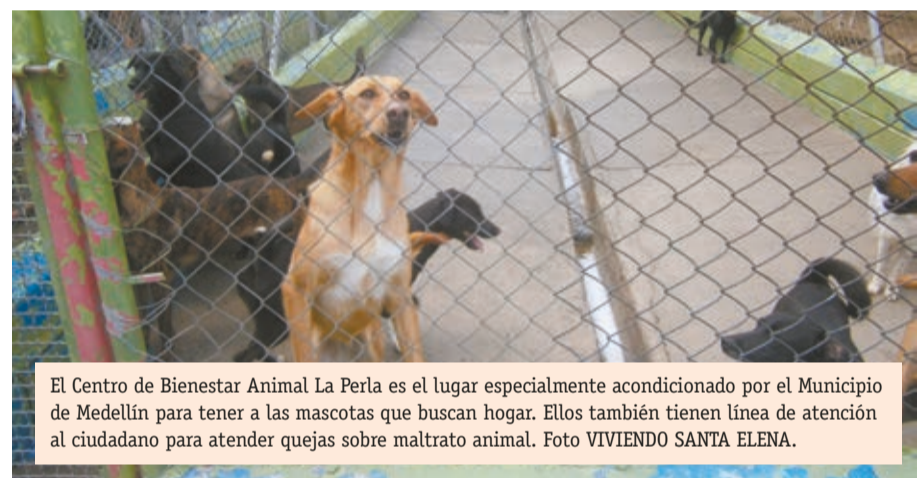 El Centro de Bienestar Animal La Perla es el lugar especialmente acondicionado por el Municipio
de Medellín para tener a las mascotas que buscan hogar. Ellos también tienen línea de atención
al ciudadano para atender quejas sobre maltrato animal. Foto VIVIENDO SANTA ELENA.